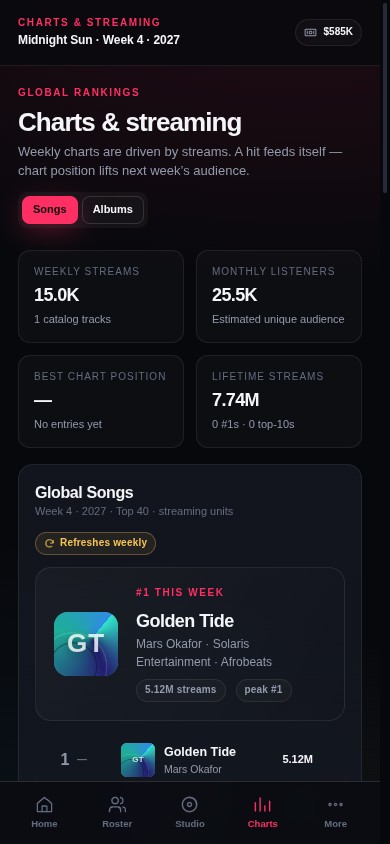 CHARTS & STREAMING
Midnight Sun · Week 4 · 2027
$585K
GLOBAL RANKINGS
Charts & streaming
Weekly charts are driven by streams. A hit feeds itself —
chart position lifts next week's audience.
Songs
Albums
WEEKLY STREAMS
15.0K
1 catalog tracks
MONTHLY LISTENERS
25.5K
Estimated unique audience
BEST CHART POSITION
—
No entries yet
LIFETIME STREAMS
7.74M
0 #1s · 0 top-10s
Global Songs
Week 4 · 2027 · Top 40 · streaming units
Refreshes weekly
#1 THIS WEEK
GT
Golden Tide
Mars Okafor · Solaris
Entertainment · Afrobeats
5.12M streams
peak #1
1 —
GT
Golden Tide
Mars Okafor
5.12M
Home
Roster
Studio
Charts
More